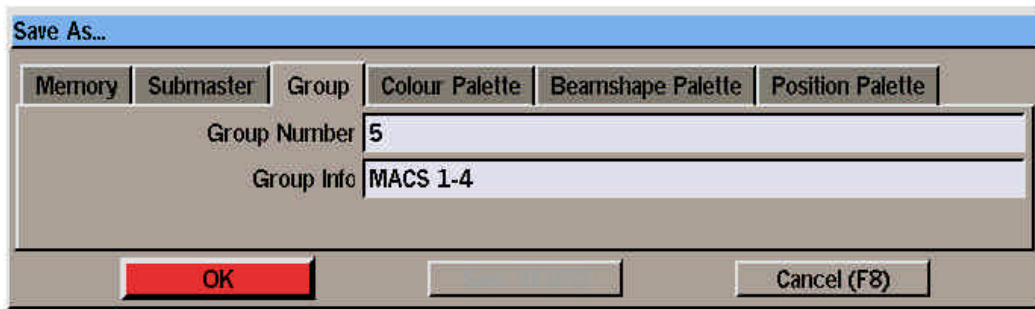 Save As...
Memory Submaster Group Colour Palette Beamshape Palette Position Palette
Group Number 5
Group Info MACS 1-4
OK Cancel (F8)